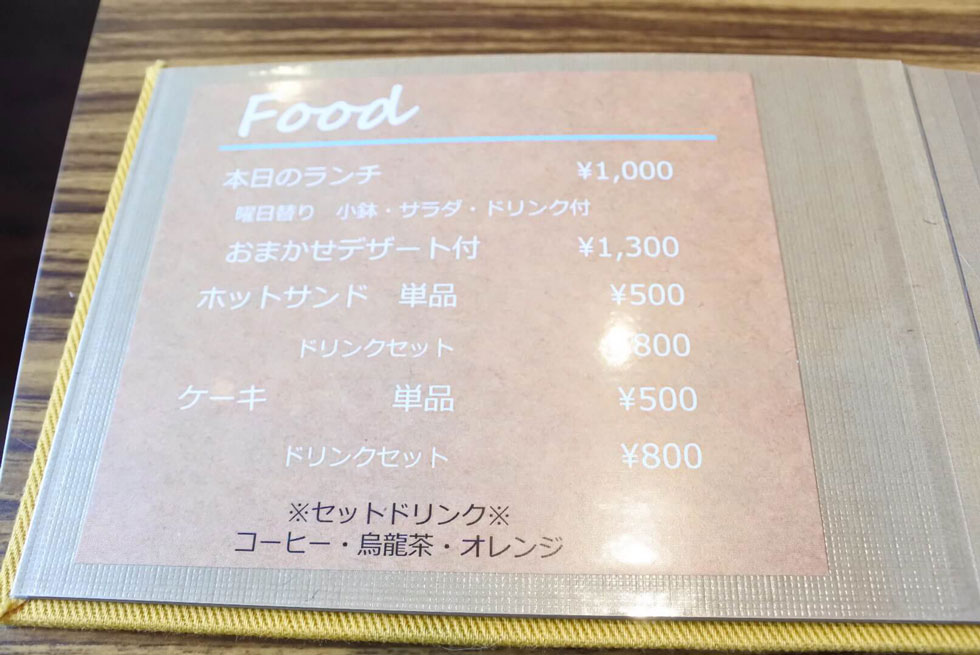 Food
本日のランチ ¥1,000
曜日替り 小鉢・サラダ・ドリンク付
おまかせデザート付 ¥1,300
ホットサンド 単品 ¥500
ドリンクセット ¥800
ケーキ 単品 ¥500
ドリンクセット ¥800
※セットドリンク※
コーヒー・烏龍茶・オレンジ